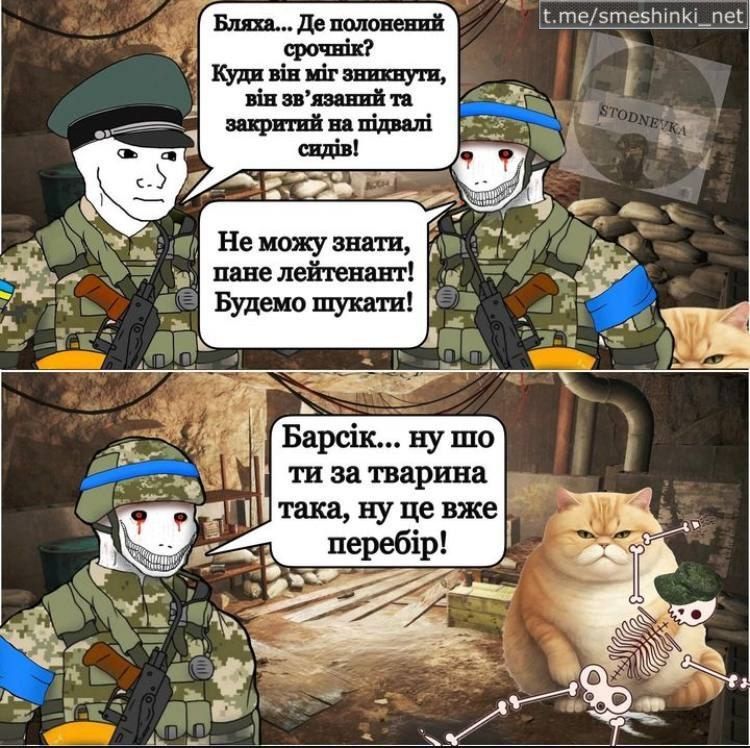 t.me/smeshinki_net
Бляха... Де полонений
срочнік?
Куди він міг зникнути,
він зв’язаний та
закритий на підвалі
сидів!
STODNEVKA
Не можу знати,
пане лейтенант!
Будемо шукати!
Барсік... ну шо
ти за тварина
така, ну це вже
перебір!